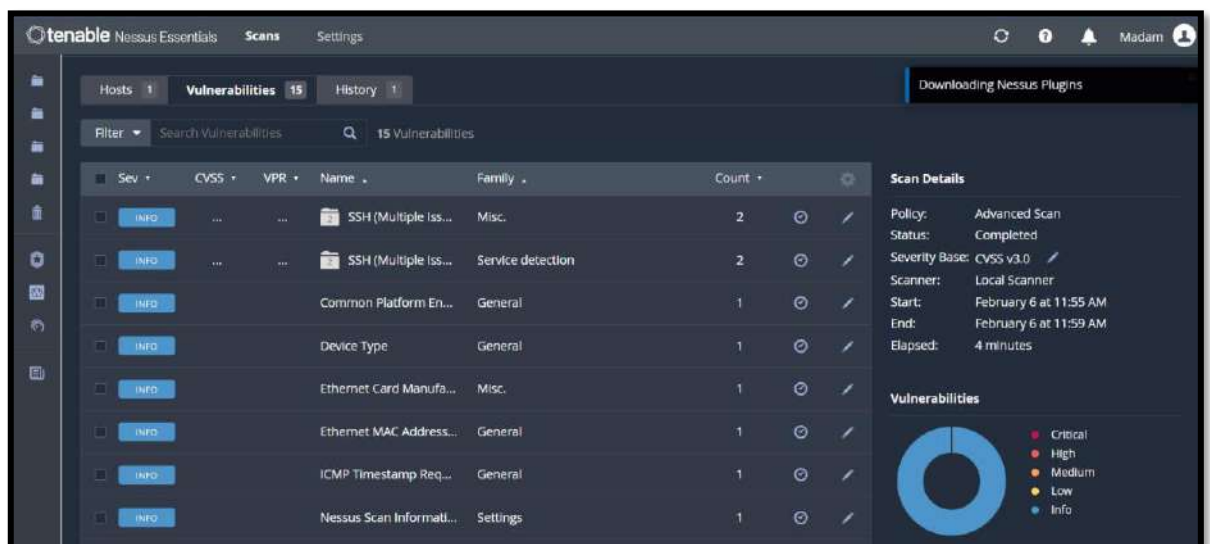 tenable Nessus Essentials Scans Settings Madam
Downloading Nessus Plugins
Hosts 1 Vulnerabilities 15 History 1
Filter Search Vulnerabilities 15 Vulnerabilities
Sev CVSS VPR Name Family Count
INFO ... ... 2 SSH (Multiple Iss... Misc. 2
INFO ... ... 2 SSH (Multiple Iss... Service detection 2
INFO Common Platform En... General 1
INFO Device Type General 1
INFO Ethernet Card Manufa... Misc. 1
INFO Ethernet MAC Address... General 1
INFO ICMP Timestamp Req... General 1
INFO Nessus Scan Informati... Settings 1
Scan Details
Policy: Advanced Scan
Status: Completed
Severity Base: CVSS v3.0
Scanner: Local Scanner
Start: February 6 at 11:55 AM
End: February 6 at 11:59 AM
Elapsed: 4 minutes
Vulnerabilities
Critical
High
Medium
Low
Info